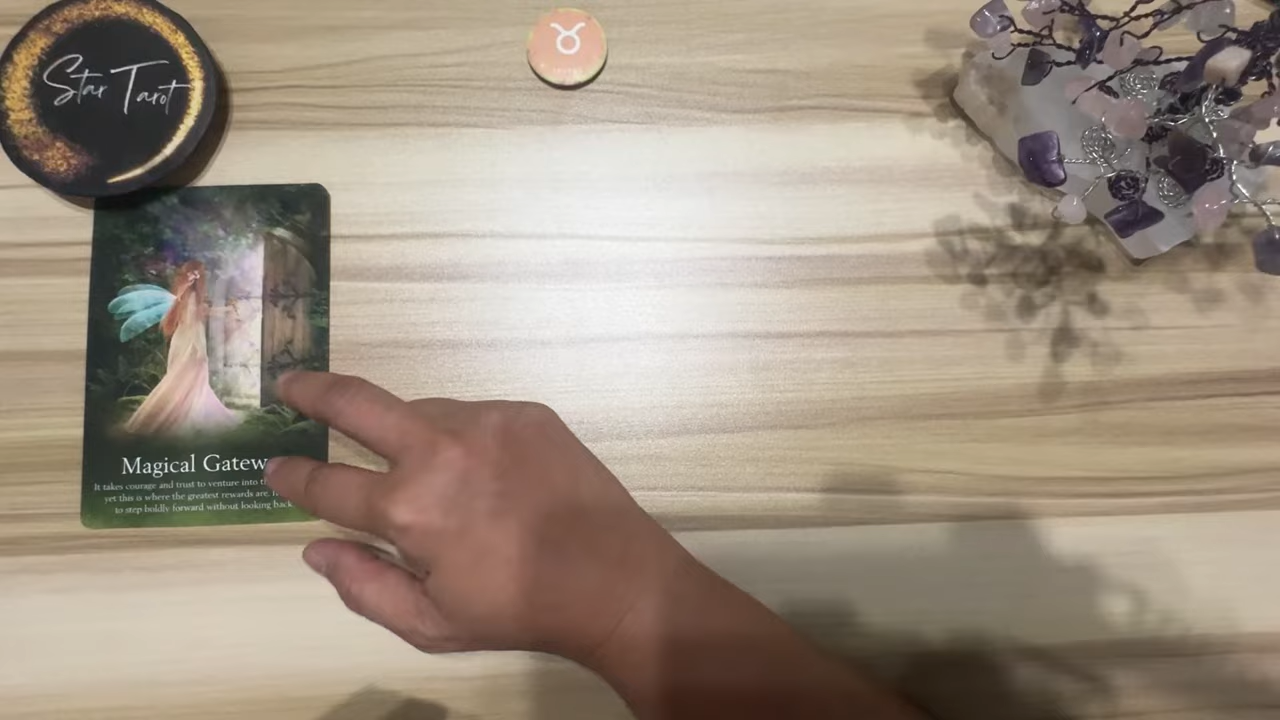 Star Tarot
Magical Gatew
It takes courage and trust to venture into
yet this is where the greatest rewards are.
to step boldly forward without looking back